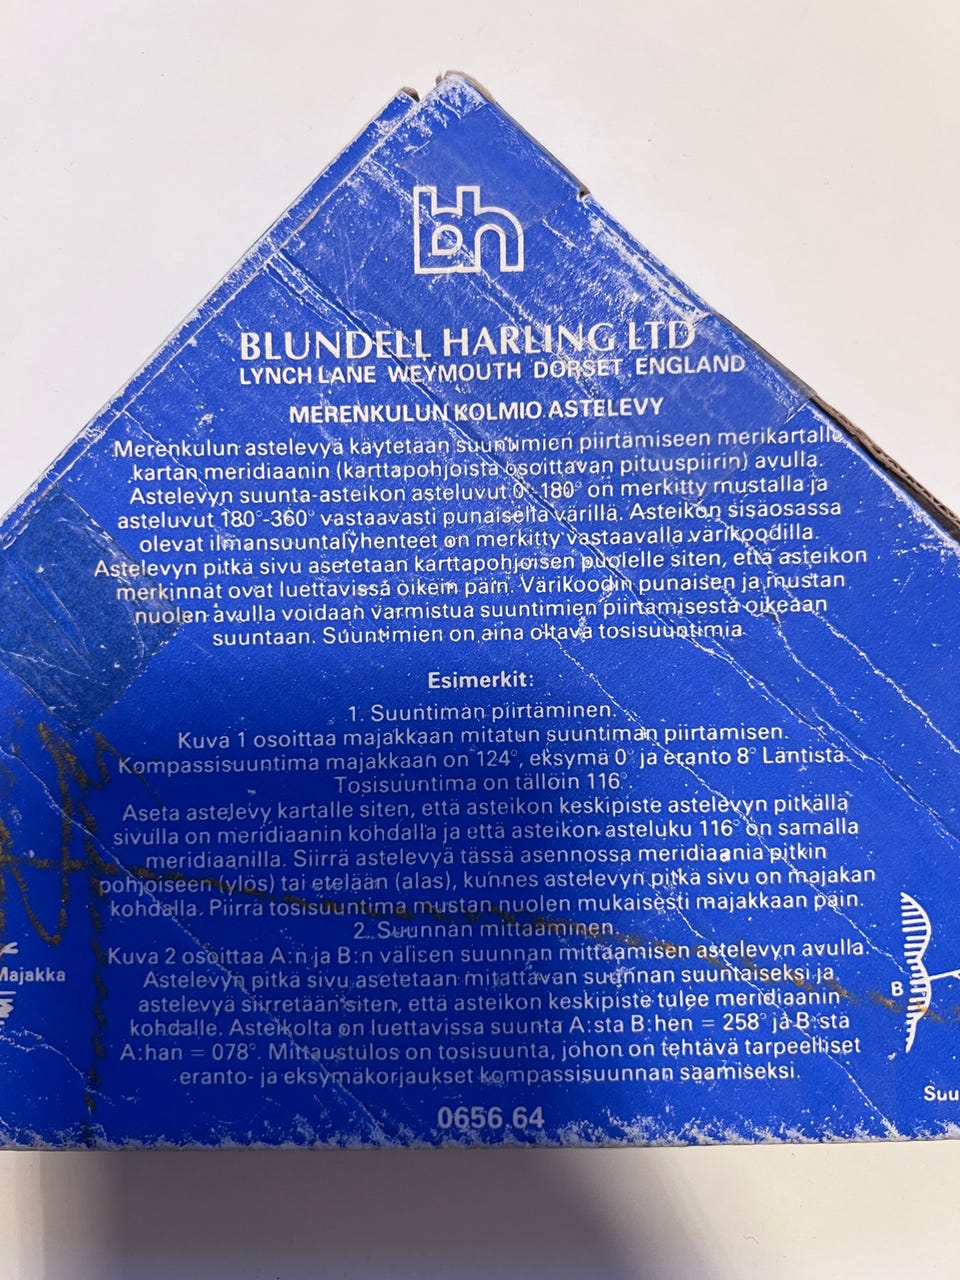 bh
BLUNDELL HARLING LTD
LYNCH LANE WEYMOUTH DORSET ENGLAND
MERENKULUN KOLMIO ASTELEVY
Merenkulun astelevyä käytetään suuntimien piirtämiseen merikartalle
kartan meridiaanin (karttapohjoista osoittavan pituuspiirin) avulla.
Astelevyn suunta-asteikon asteluvut 0°-180° on merkitty mustalla ja
asteluvut 180°-360° vastaavasti punaisella värillä. Asteikon sisäosassa
olevat ilmansuuntalyhenteet on merkitty vastaavalla värikoodilla.
Astelevyn pitkä sivu asetetaan karttapohjoisen puolelle siten, että asteikon
merkinnät ovat luettavissa oikein päin. Värikoodin punaisen ja mustan
nuolen avulla voidaan varmistua suuntimien piirtämisestä oikeaan
suuntaan. Suuntimien on aina oltava tosisuuntimia.
Esimerkit:
1. Suuntiman piirtäminen.
Kuva 1 osoittaa majakkaan mitatun suuntiman piirtämisen.
Kompassisuuntima majakkaan on 124°, eksymä 0° ja eranto 8° Läntistä.
Tosisuuntima on tällöin 116°
Aseta astelevy kartalle siten, että asteikon keskipiste astelevyn pitkällä
sivulla on meridiaanin kohdalla ja että asteikon asteluku 116° on samalla
meridiaanilla. Siirrä astelevyä tässä asennossa meridiaania pitkin
pohjoiseen (ylös) tai etelään (alas), kunnes astelevyn pitkä sivu on majakan
kohdalla. Piirrä tosisuuntima mustan nuolen mukaisesti majakkaan päin.
2. Suunnan mittaaminen.
Kuva 2 osoittaa A:n ja B:n välisen suunnan mittaamisen astelevyn avulla.
Astelevyn pitkä sivu asetetaan mitattavan suunnan suuntaiseksi ja
astelevyä siirretään siten, että asteikon keskipiste tulee meridiaanin
kohdalle. Asteikolta on luettavissa suunta A:sta B:hen = 258° ja B:stä
A:han = 078°. Mittaustulos on tosisuunta, johon on tehtävä tarpeelliset
eranto- ja eksymäkorjaukset kompassisuunnan saamiseksi.
Majakka
B
Suu
0656.64